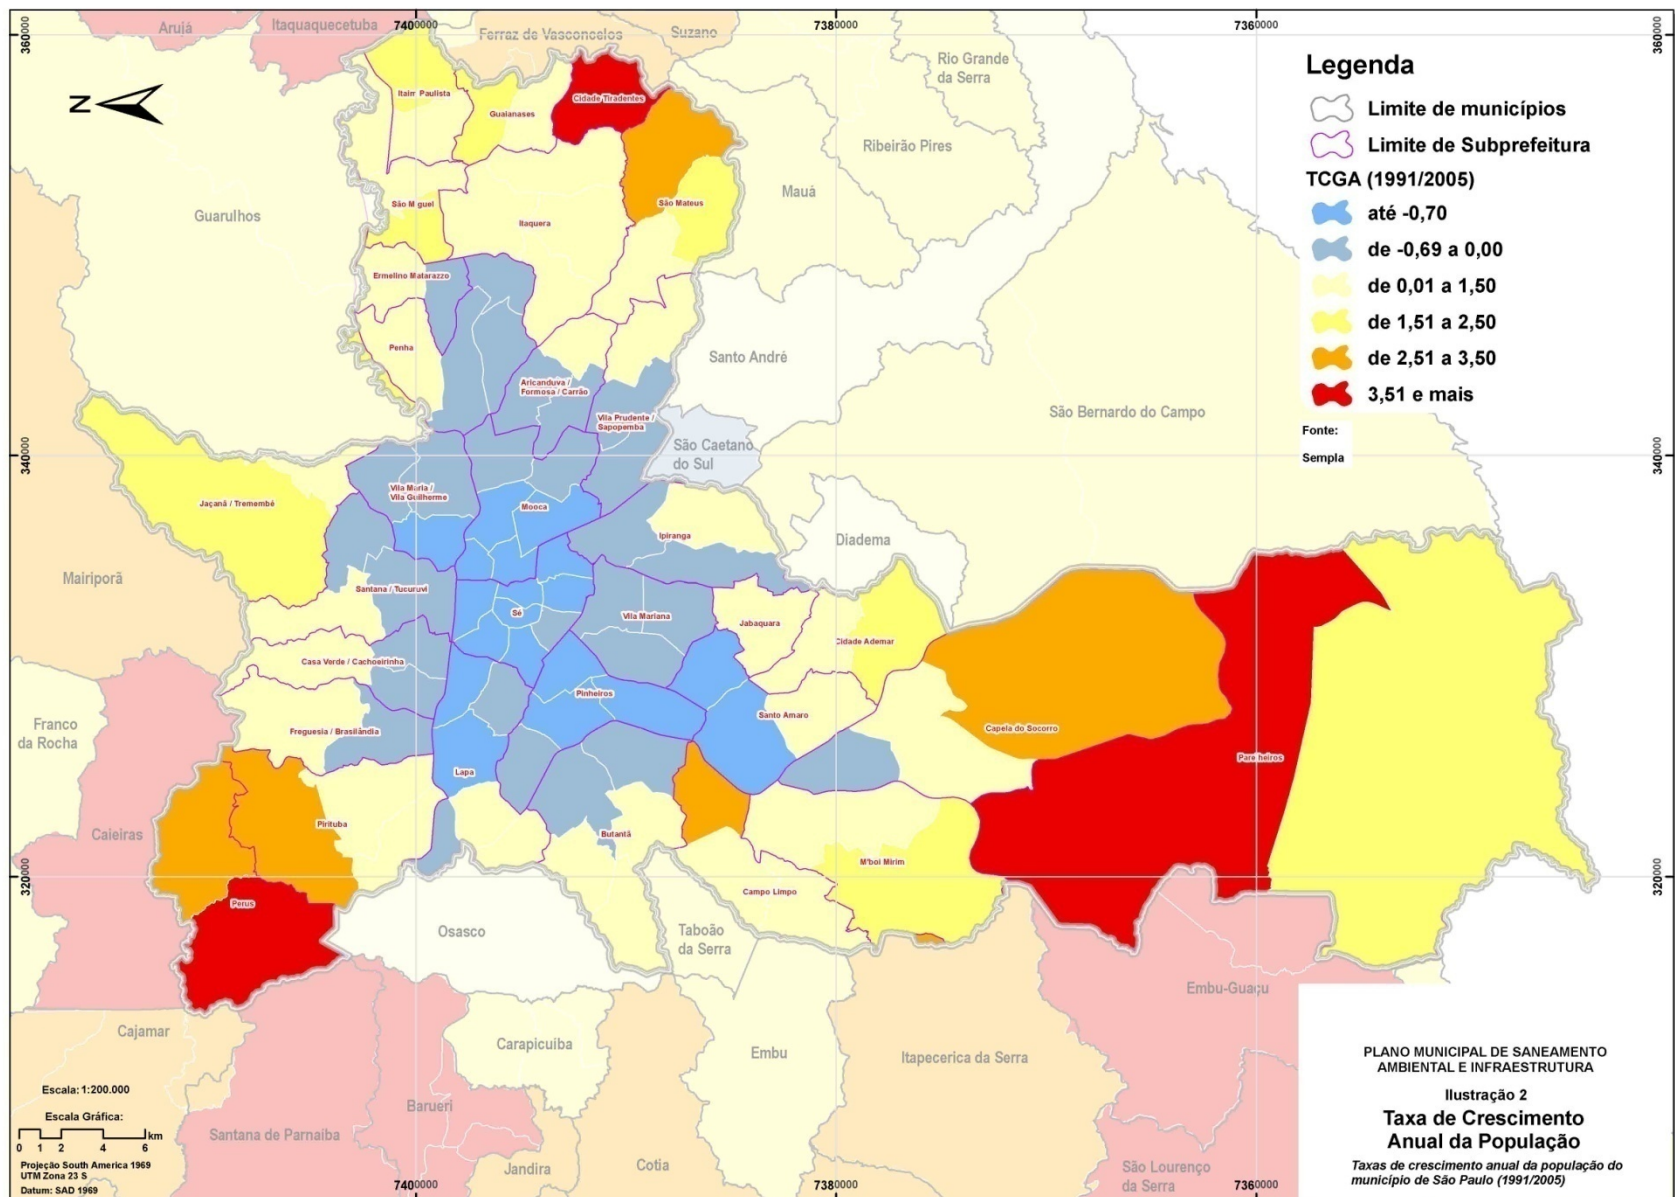 7400000
7380000
7360000
360000
360000
Arujá
Itaquaquecetuba
Ferraz de Vasconcelos
Suzano
Rio Grande
da Serra
Legenda
Limite de municípios
Limite de Subprefeitura
TCGA (1991/2005)
até -0,70
de -0,69 a 0,00
de 0,01 a 1,50
de 1,51 a 2,50
de 2,51 a 3,50
3,51 e mais
Fonte:
Sempla
N
Itaim Paulista
Guaianases
Cidade Tiradentes
Ribeirão Pires
Mauá
Guarulhos
São Miguel
Itaquera
São Mateus
Ermelino Matarazzo
Penha
Aricanduva /
Formosa / Carrão
Vila Prudente /
Sapopemba
Santo André
São Bernardo do Campo
São Caetano
do Sul
340000
340000
Jaçanã / Tremembé
Vila Maria /
Vila Guilherme
Mooca
Ipiranga
Diadema
Mairiporã
Santana / Tucuruvi
Sé
Vila Mariana
Jabaquara
Cidade Ademar
Casa Verde / Cachoeirinha
Pinheiros
Santo Amaro
Capela do Socorro
Franco
da Rocha
Freguesia / Brasilândia
Lapa
Parelheiros
Caieiras
Pirituba
Butantã
M'boi Mirim
Campo Limpo
320000
320000
Perus
Osasco
Taboão
da Serra
Embu-Guaçu
Cajamar
Carapicuiba
Embu
Itapecerica da Serra
Barueri
Santana de Parnaiba
Jandira
Cotia
São Lourenço
da Serra
Escala: 1:200.000
Escala Gráfica:
km
0 1 2 4 6
Projeção South America 1969
UTM Zona 23 S
Datum: SAD 1969
7400000
7380000
7360000
PLANO MUNICIPAL DE SANEAMENTO
AMBIENTAL E INFRAESTRUTURA
Ilustração 2
Taxa de Crescimento
Anual da População
Taxas de crescimento anual da população do
município de São Paulo (1991/2005)